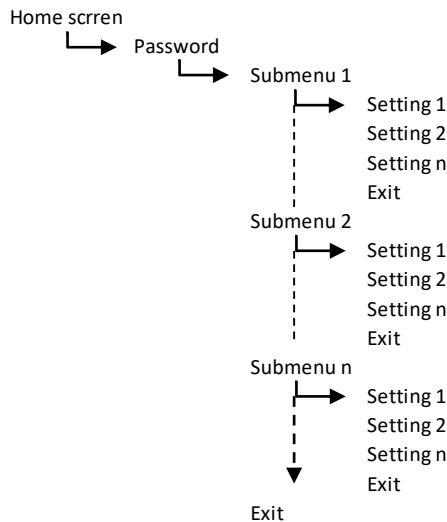 Home scrren
Password
Submenu 1
Setting 1
Setting 2
Setting n
Exit
Submenu 2
Setting 1
Setting 2
Setting n
Exit
Submenu n
Setting 1
Setting 2
Setting n
Exit
Exit